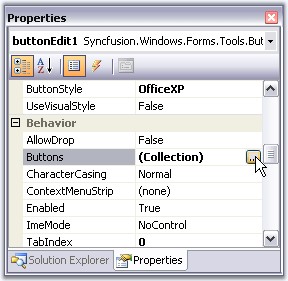 Properties
buttonEdit1 Syncfusion.Windows.Forms.Tools.But
ButtonStyle OfficeXP
UseVisualStyle False
Behavior
AllowDrop False
Buttons (Collection) ...
CharacterCasing Normal
ContextMenuStrip (none)
Enabled True
ImeMode NoControl
TabIndex 0
Solution Explorer Properties